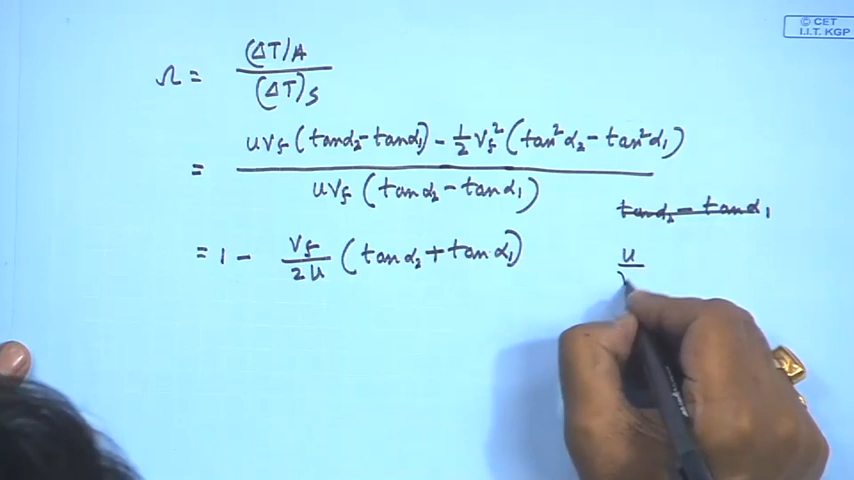 © CET
I.I.T. KGP
Ω = (ΔT)A / (ΔT)S
= uVf (tanα2 - tanα1) - 1/2 Vf² (tan²α2 - tan²α1) / uVf (tanα2 - tanα1)
tanα2 - tanα1
= 1 - Vf / 2u (tanα2 + tanα1)
u